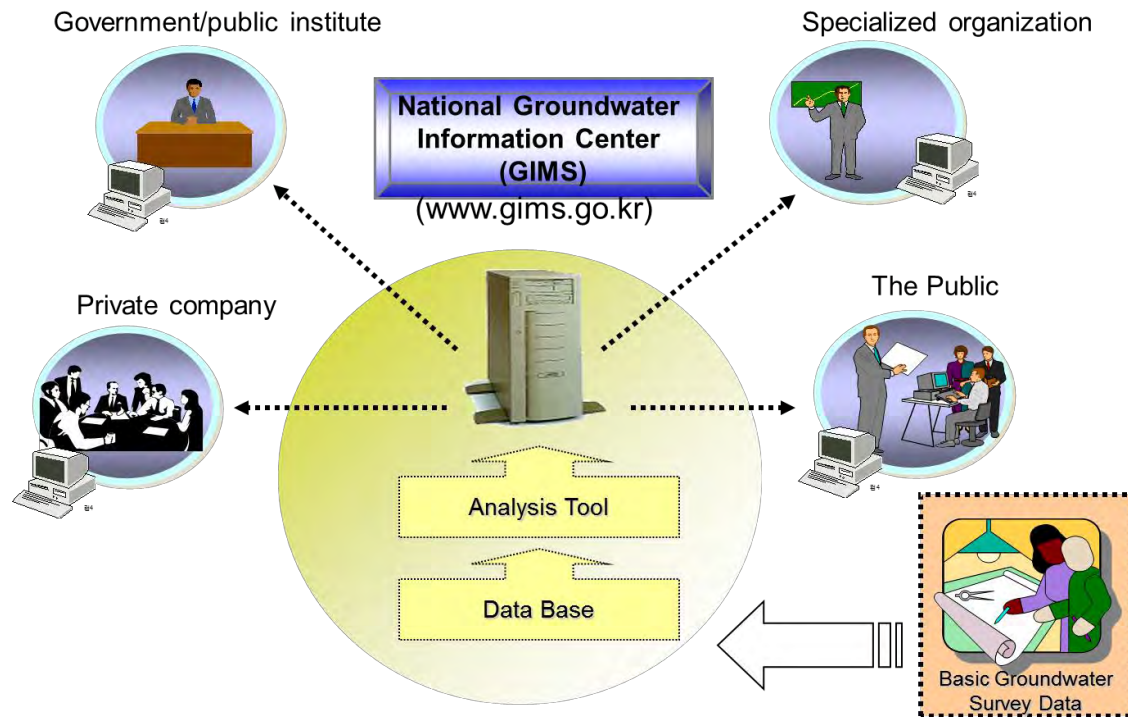 Government/public institute
Specialized organization
National Groundwater
Information Center
(GIMS)
(www.gims.go.kr)
Private company
The Public
Analysis Tool
Data Base
Basic Groundwater
Survey Data